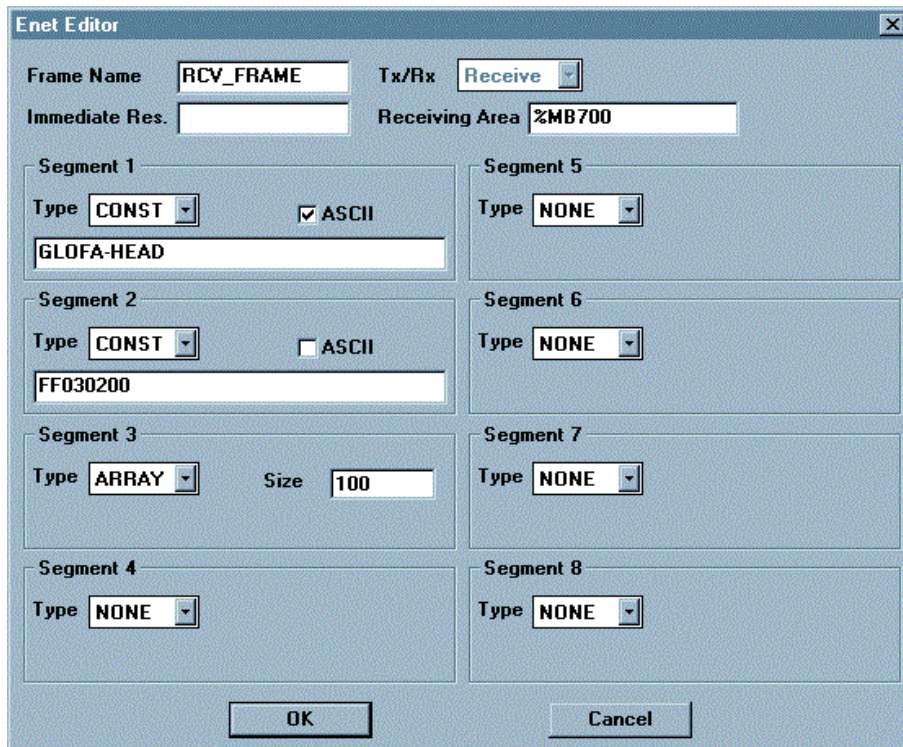 Enet Editor
Frame Name RCV_FRAME Tx/Rx Receive
Immediate Res. Receiving Area %MB700
Segment 1
Type CONST ASCII
GLOFA-HEAD
Segment 2
Type CONST ASCII
FF030200
Segment 3
Type ARRAY Size 100
Segment 4
Type NONE
Segment 5
Type NONE
Segment 6
Type NONE
Segment 7
Type NONE
Segment 8
Type NONE
OK Cancel